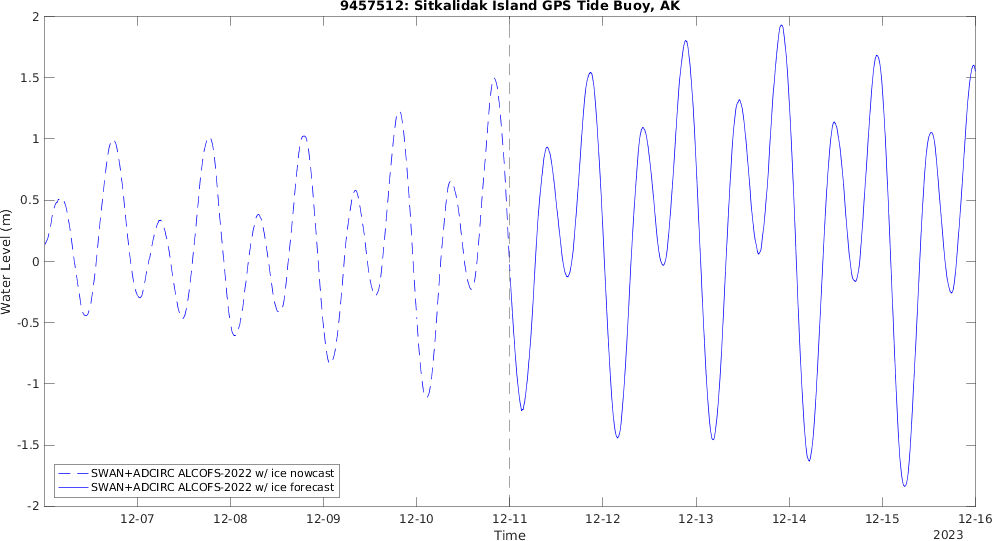 9457512: Sitkalidak Island GPS Tide Buoy, AK
Water Level (m)
2
1.5
1
0.5
0
-0.5
-1
-1.5
-2
SWAN+ADCIRC ALCOFS-2022 w/ ice nowcast
SWAN+ADCIRC ALCOFS-2022 w/ ice forecast
12-07 12-08 12-09 12-10 12-11 12-12 12-13 12-14 12-15 12-16
Time
2023